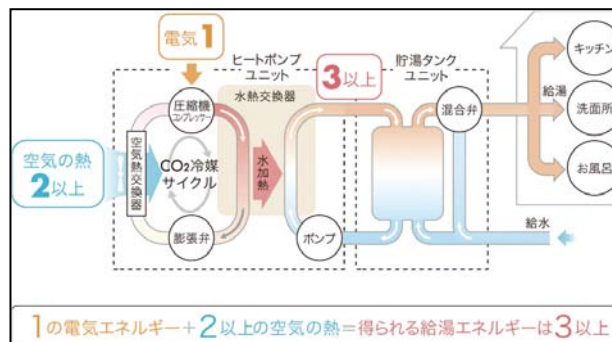 電気1
ヒートポンプ
ユニット
3以上
貯湯タンク
ユニット
キッチン
水熱交換器
圧縮機
コンプレッサー
混合弁
給湯
洗面所
空気の熱
2以上
空気熱交換器
CO2冷媒
サイクル
水加熱
お風呂
膨張弁
ポンプ
給水
1の電気エネルギー+2以上の空気の熱=得られる給湯エネルギーは3以上